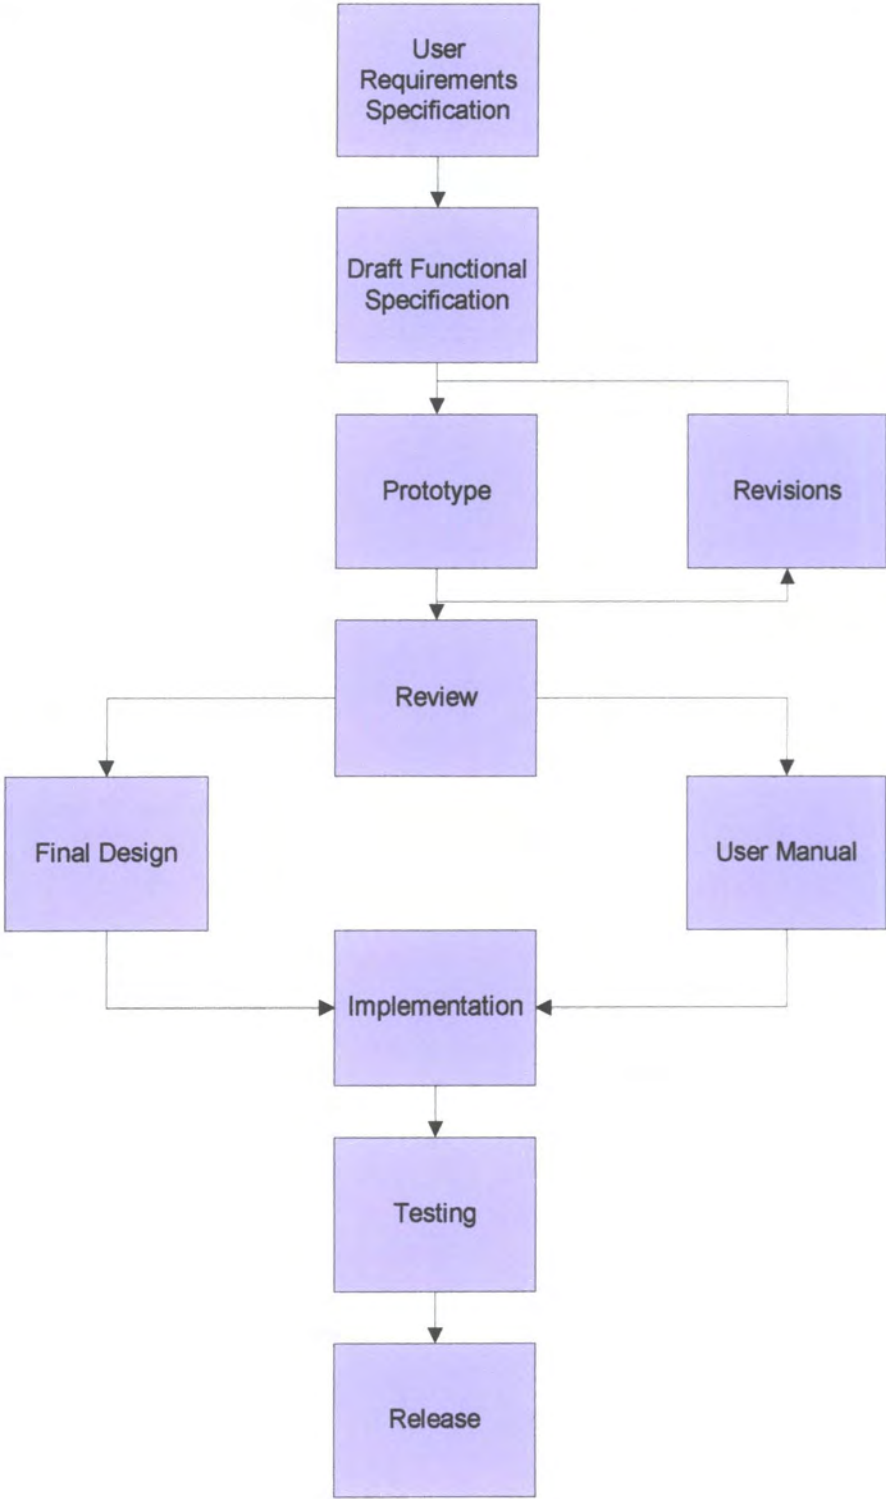 User
Requirements
Specification
Draft Functional
Specification
Prototype
Revisions
Review
Final Design
User Manual
Implementation
Testing
Release